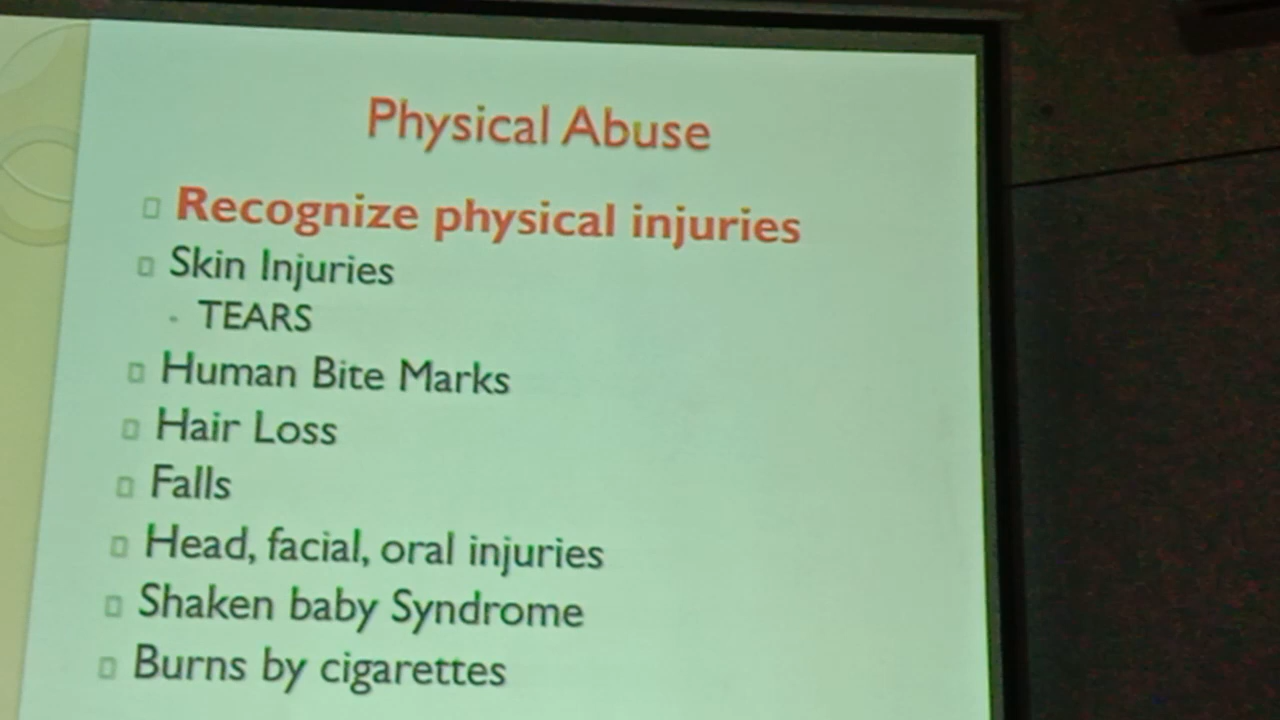 Physical Abuse
Recognize physical injuries
Skin Injuries
TEARS
Human Bite Marks
Hair Loss
Falls
Head, facial, oral injuries
Shaken baby Syndrome
Burns by cigarettes